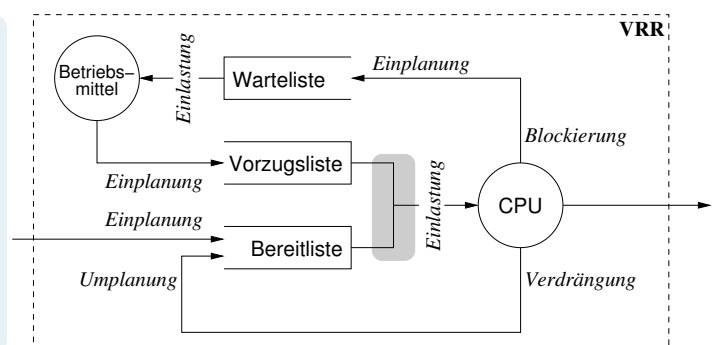 VRR
Betriebs–
mittel
Einlastung
Warteliste
Einplanung
Blockierung
Einplanung
Vorzugsliste
Einlastung
CPU
Einplanung
Bereitliste
Umplanung
Verdrängung